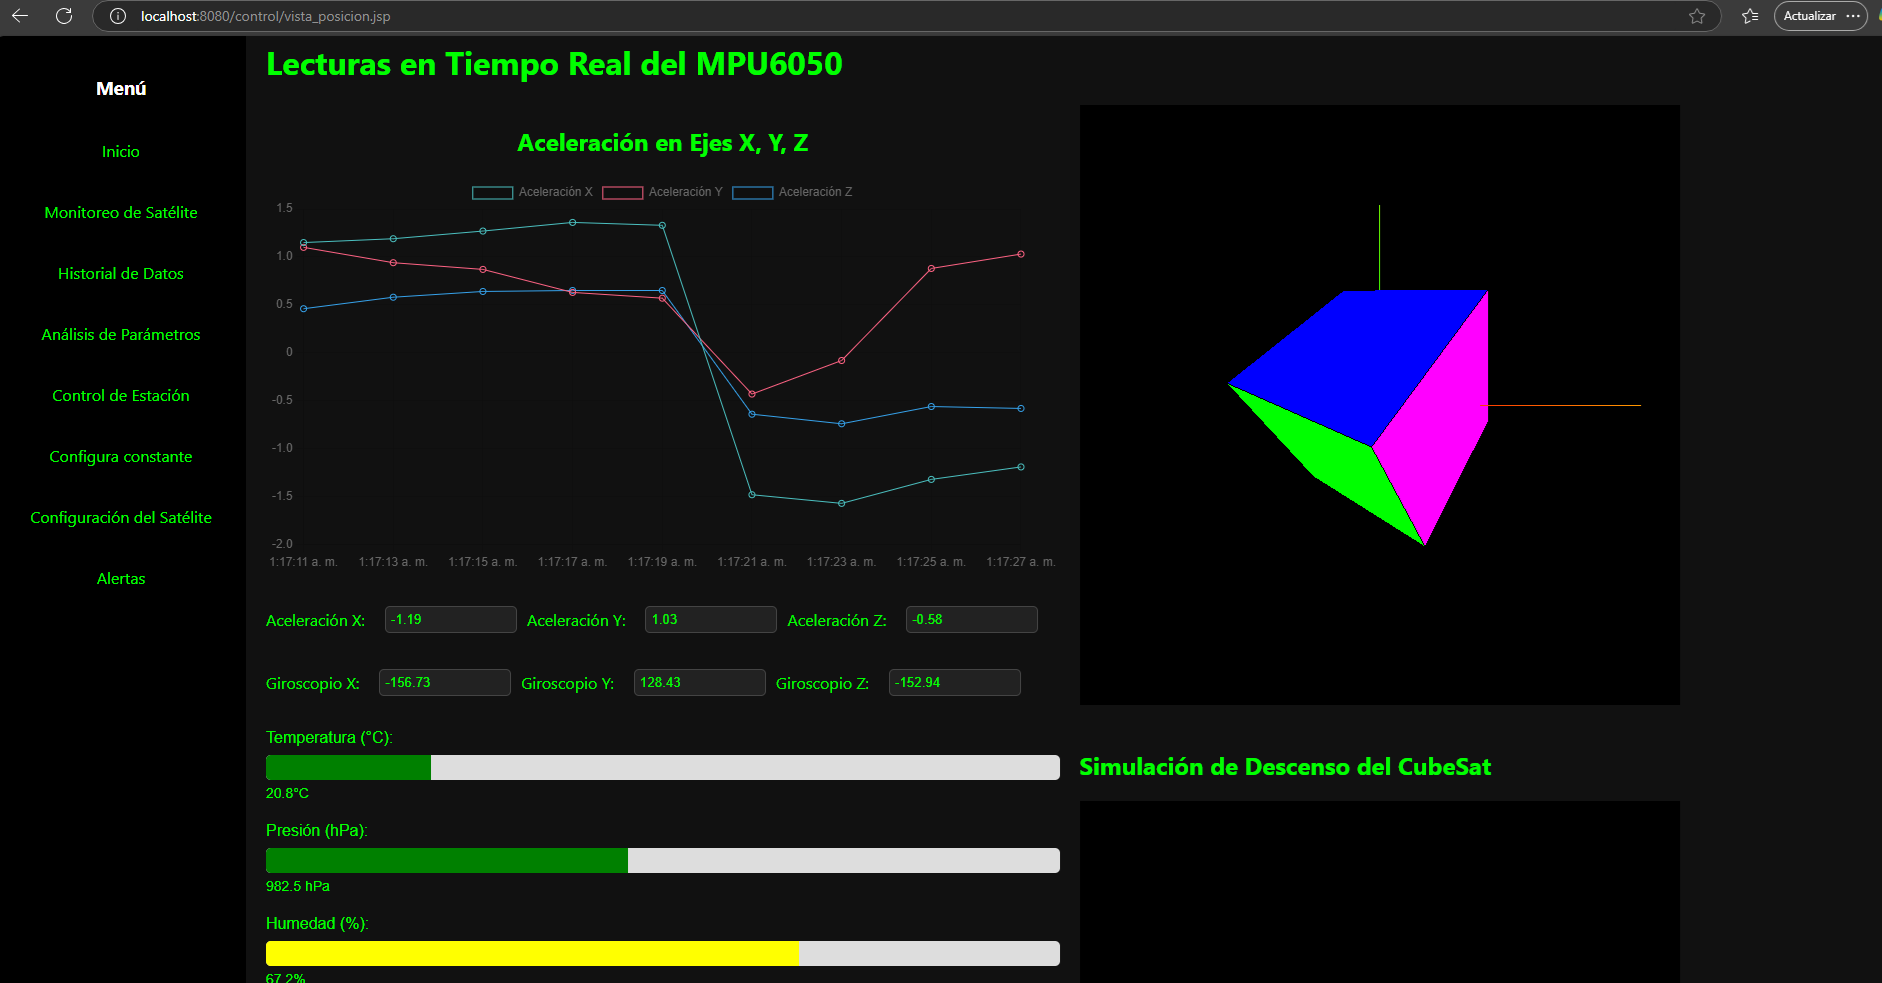 localhost:8080/control/vista_posicion.jsp
Actualizar
Menú
Inicio
Monitoreo de Satélite
Historial de Datos
Análisis de Parámetros
Control de Estación
Configura constante
Configuración del Satélite
Alertas
Lecturas en Tiempo Real del MPU6050
Aceleración en Ejes X, Y, Z
Aceleración X Aceleración Y Aceleración Z
1.5
1.0
0.5
0
-0.5
-1.0
-1.5
-2.0
1:17:11 a. m. 1:17:13 a. m. 1:17:15 a. m. 1:17:17 a. m. 1:17:19 a. m. 1:17:21 a. m. 1:17:23 a. m. 1:17:25 a. m. 1:17:27 a. m.
Aceleración X: -1.19 Aceleración Y: 1.03 Aceleración Z: -0.58
Giroscopio X: -156.73 Giroscopio Y: 128.43 Giroscopio Z: -152.94
Temperatura (°C):
20.8°C
Presión (hPa):
982.5 hPa
Humedad (%):
67.2%
Simulación de Descenso del CubeSat